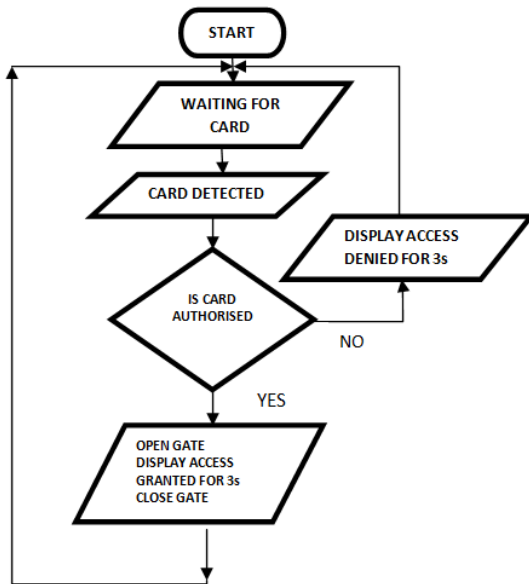 START
WAITING FOR
CARD
CARD DETECTED
DISPLAY ACCESS
DENIED FOR 3s
IS CARD
AUTHORISED
NO
YES
OPEN GATE
DISPLAY ACCESS
GRANTED FOR 3s
CLOSE GATE